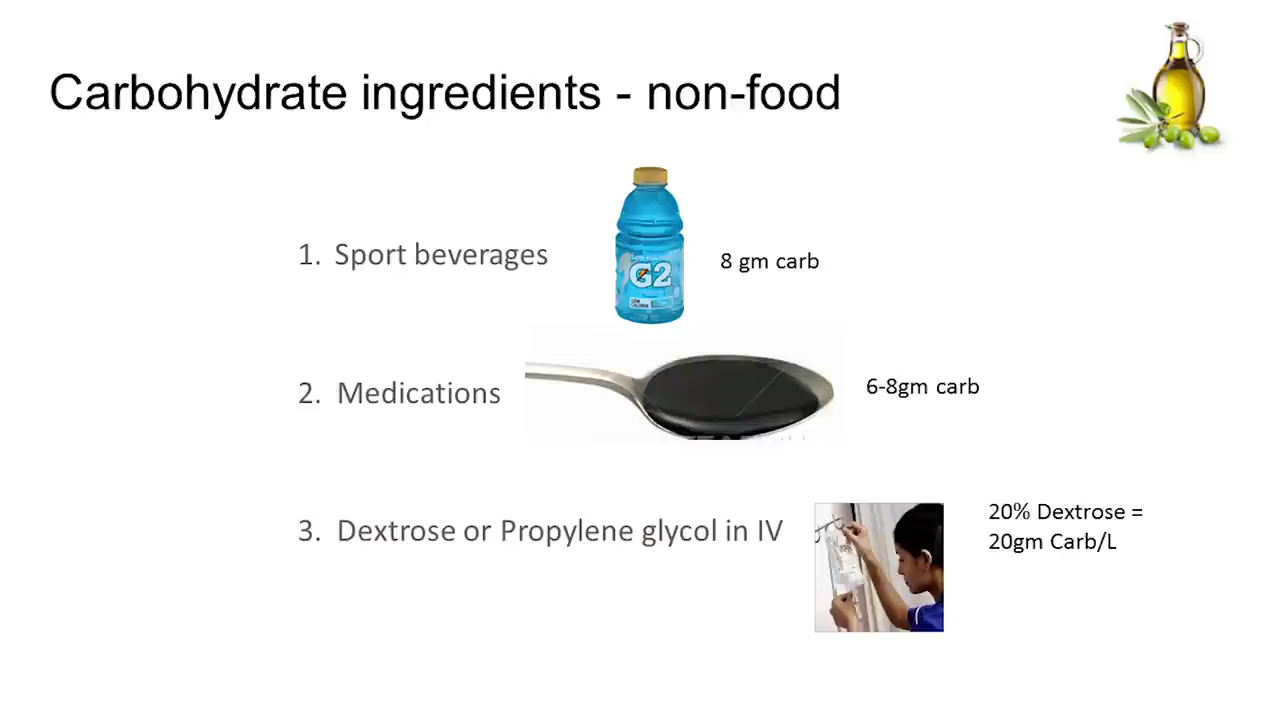 Carbohydrate ingredients - non-food
1. Sport beverages
G2
8 gm carb
2. Medications
6-8gm carb
3. Dextrose or Propylene glycol in IV
20% Dextrose =
20gm Carb/L